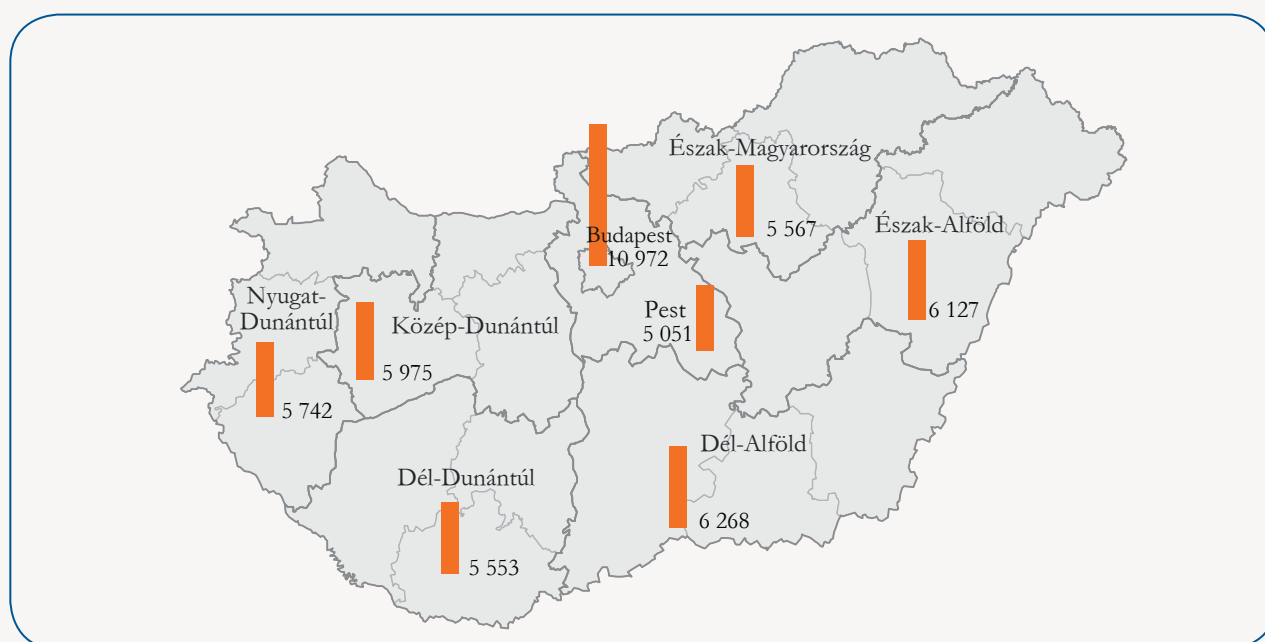 Észak-Magyarország
5 567
Budapest
10 972
Észak-Alföld
6 127
Nyugat-
Dunántúl
5 742
Közép-Dunántúl
5 975
Pest
5 051
Dél-Alföld
6 268
Dél-Dunántúl
5 553